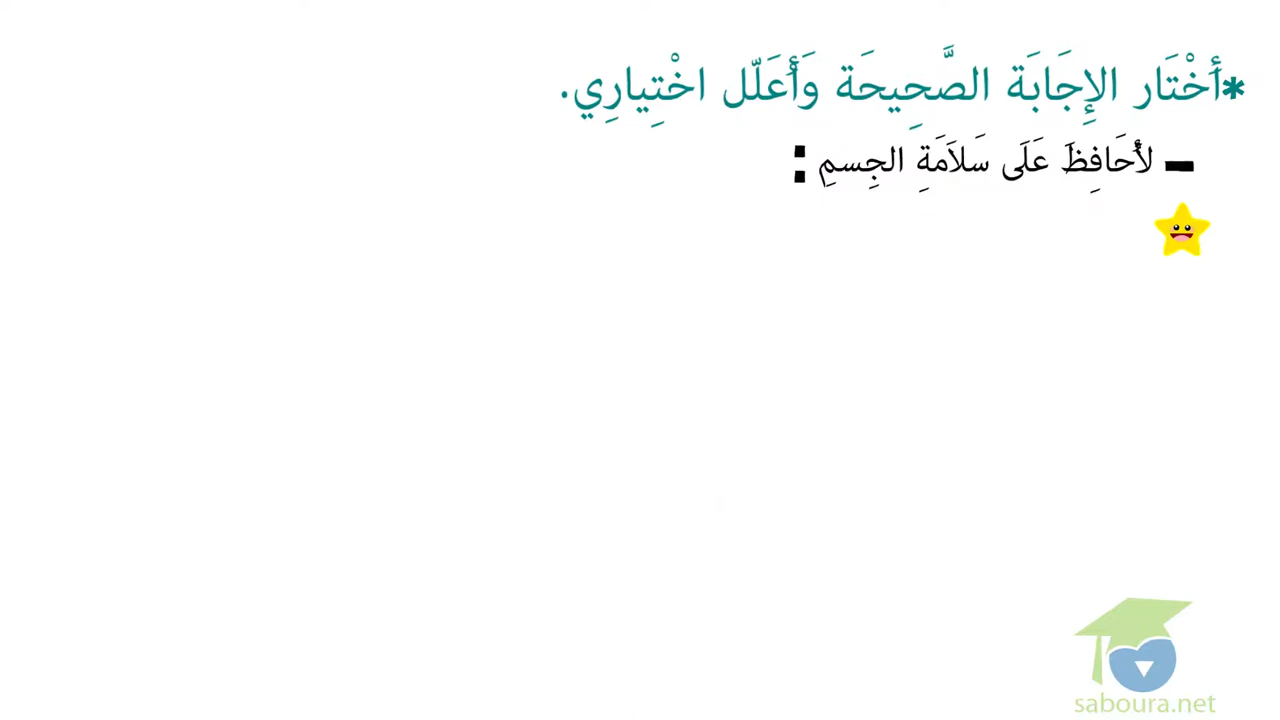 *أَخْتَار الإِجَابَة الصَّحِيحَة وَأُعَلّل اخْتِيارِي.
- لأُحَافِظَ عَلَى سَلاَمَةِ الجِسمِ :
saboura.net